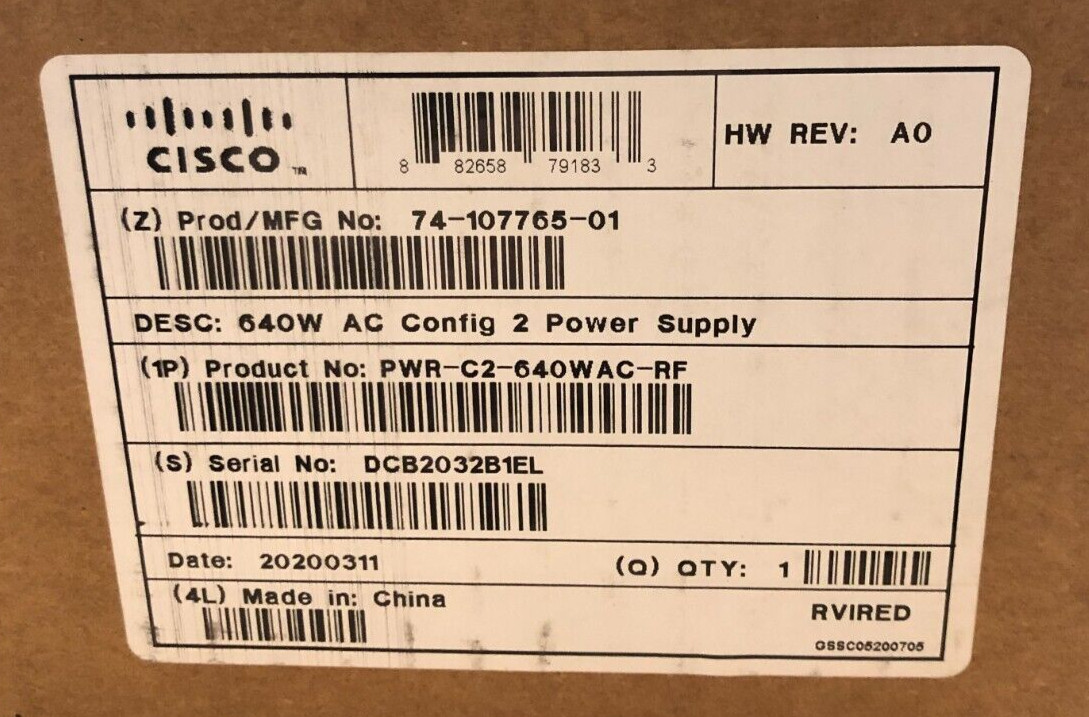 CISCO™
8 82658 79183 3
HW REV: A0
(Z) Prod/MFG No: 74-107765-01
DESC: 640W AC Config 2 Power Supply
(1P) Product No: PWR-C2-640WAC-RF
(S) Serial No: DCB2032B1EL
Date: 20200311
(Q) QTY: 1
(4L) Made in: China
RVIRED
GSSC05200705